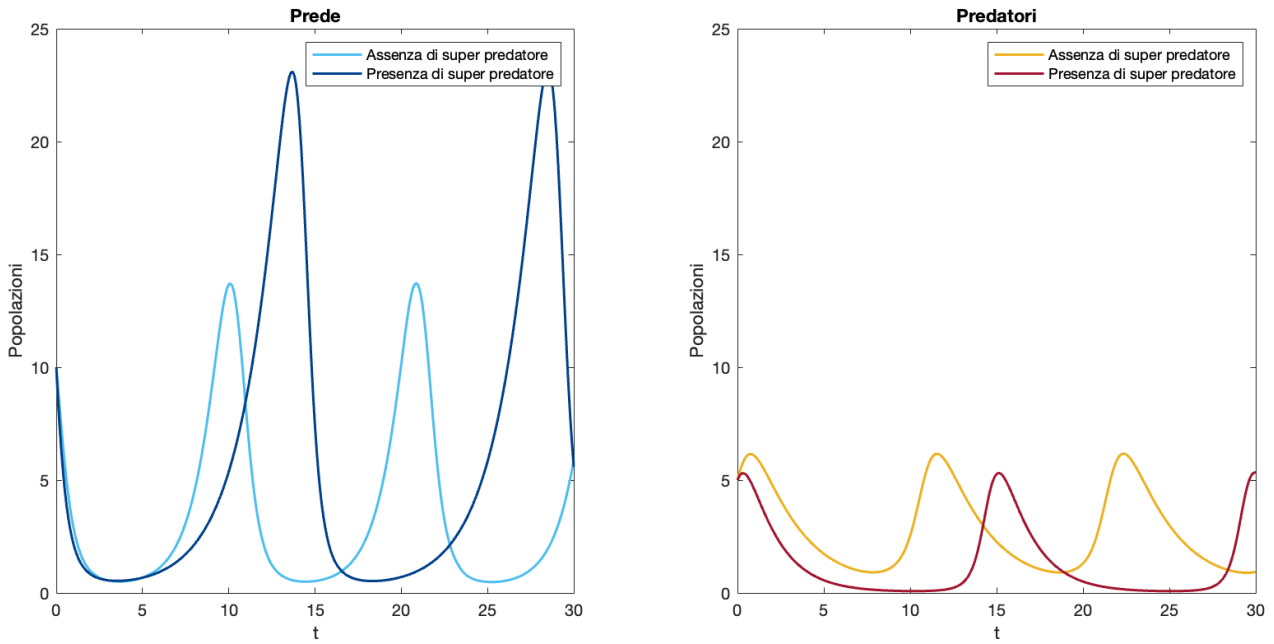 Prede
25
20
15
10
5
0
Popolazioni
0 5 10 15 20 25 30
t
Assenza di super predatore
Presenza di super predatore
Predatori
25
20
15
10
5
0
Popolazioni
0 5 10 15 20 25 30
t
Assenza di super predatore
Presenza di super predatore